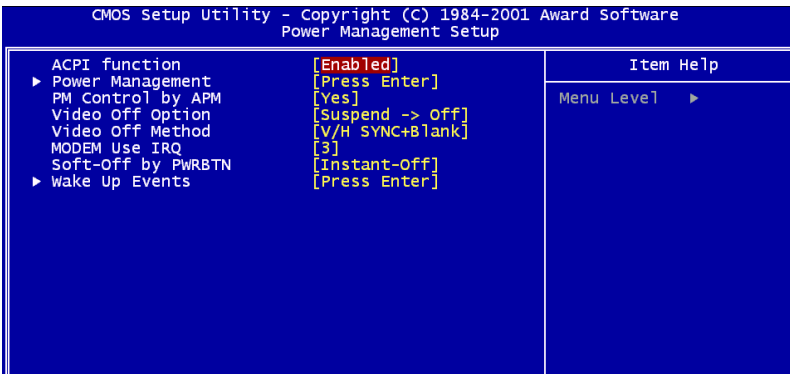 CMOS Setup Utility - Copyright (C) 1984-2001 Award Software
Power Management Setup
ACPI function [Enabled]
▶ Power Management [Press Enter]
PM Control by APM [Yes]
Video Off Option [Suspend -> Off]
Video Off Method [V/H SYNC+Blank]
MODEM Use IRQ [3]
Soft-Off by PWRBTN [Instant-Off]
▶ Wake Up Events [Press Enter]
Item Help
Menu Level ▶